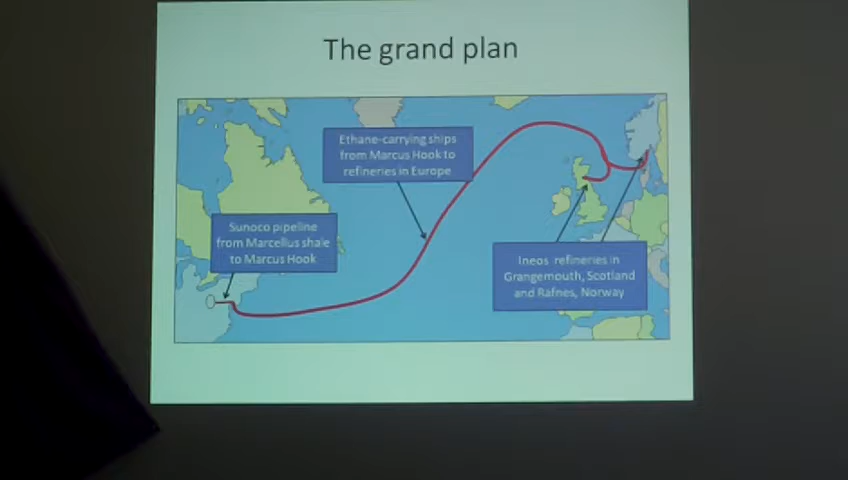 The grand plan
Ethane-carrying ships
from Marcus Hook to
refineries in Europe
Sunoco pipeline
from Marcellus shale
to Marcus Hook
Ineos refineries in
Grangemouth, Scotland
and Rafnes, Norway